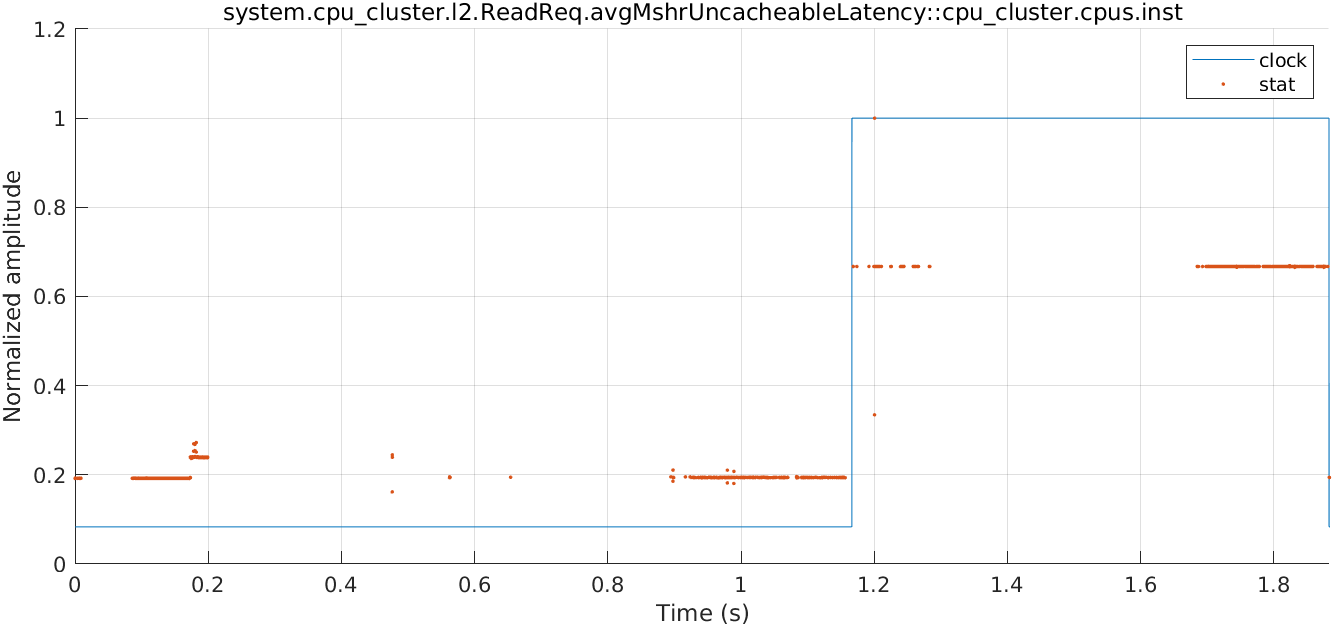 system.cpu_cluster.l2.ReadReq.avgMshrUncacheableLatency::cpu_cluster.cpus.inst
1.2
1
0.8
0.6
0.4
0.2
0
Normalized amplitude
clock
stat
0 0.2 0.4 0.6 0.8 1 1.2 1.4 1.6 1.8
Time (s)